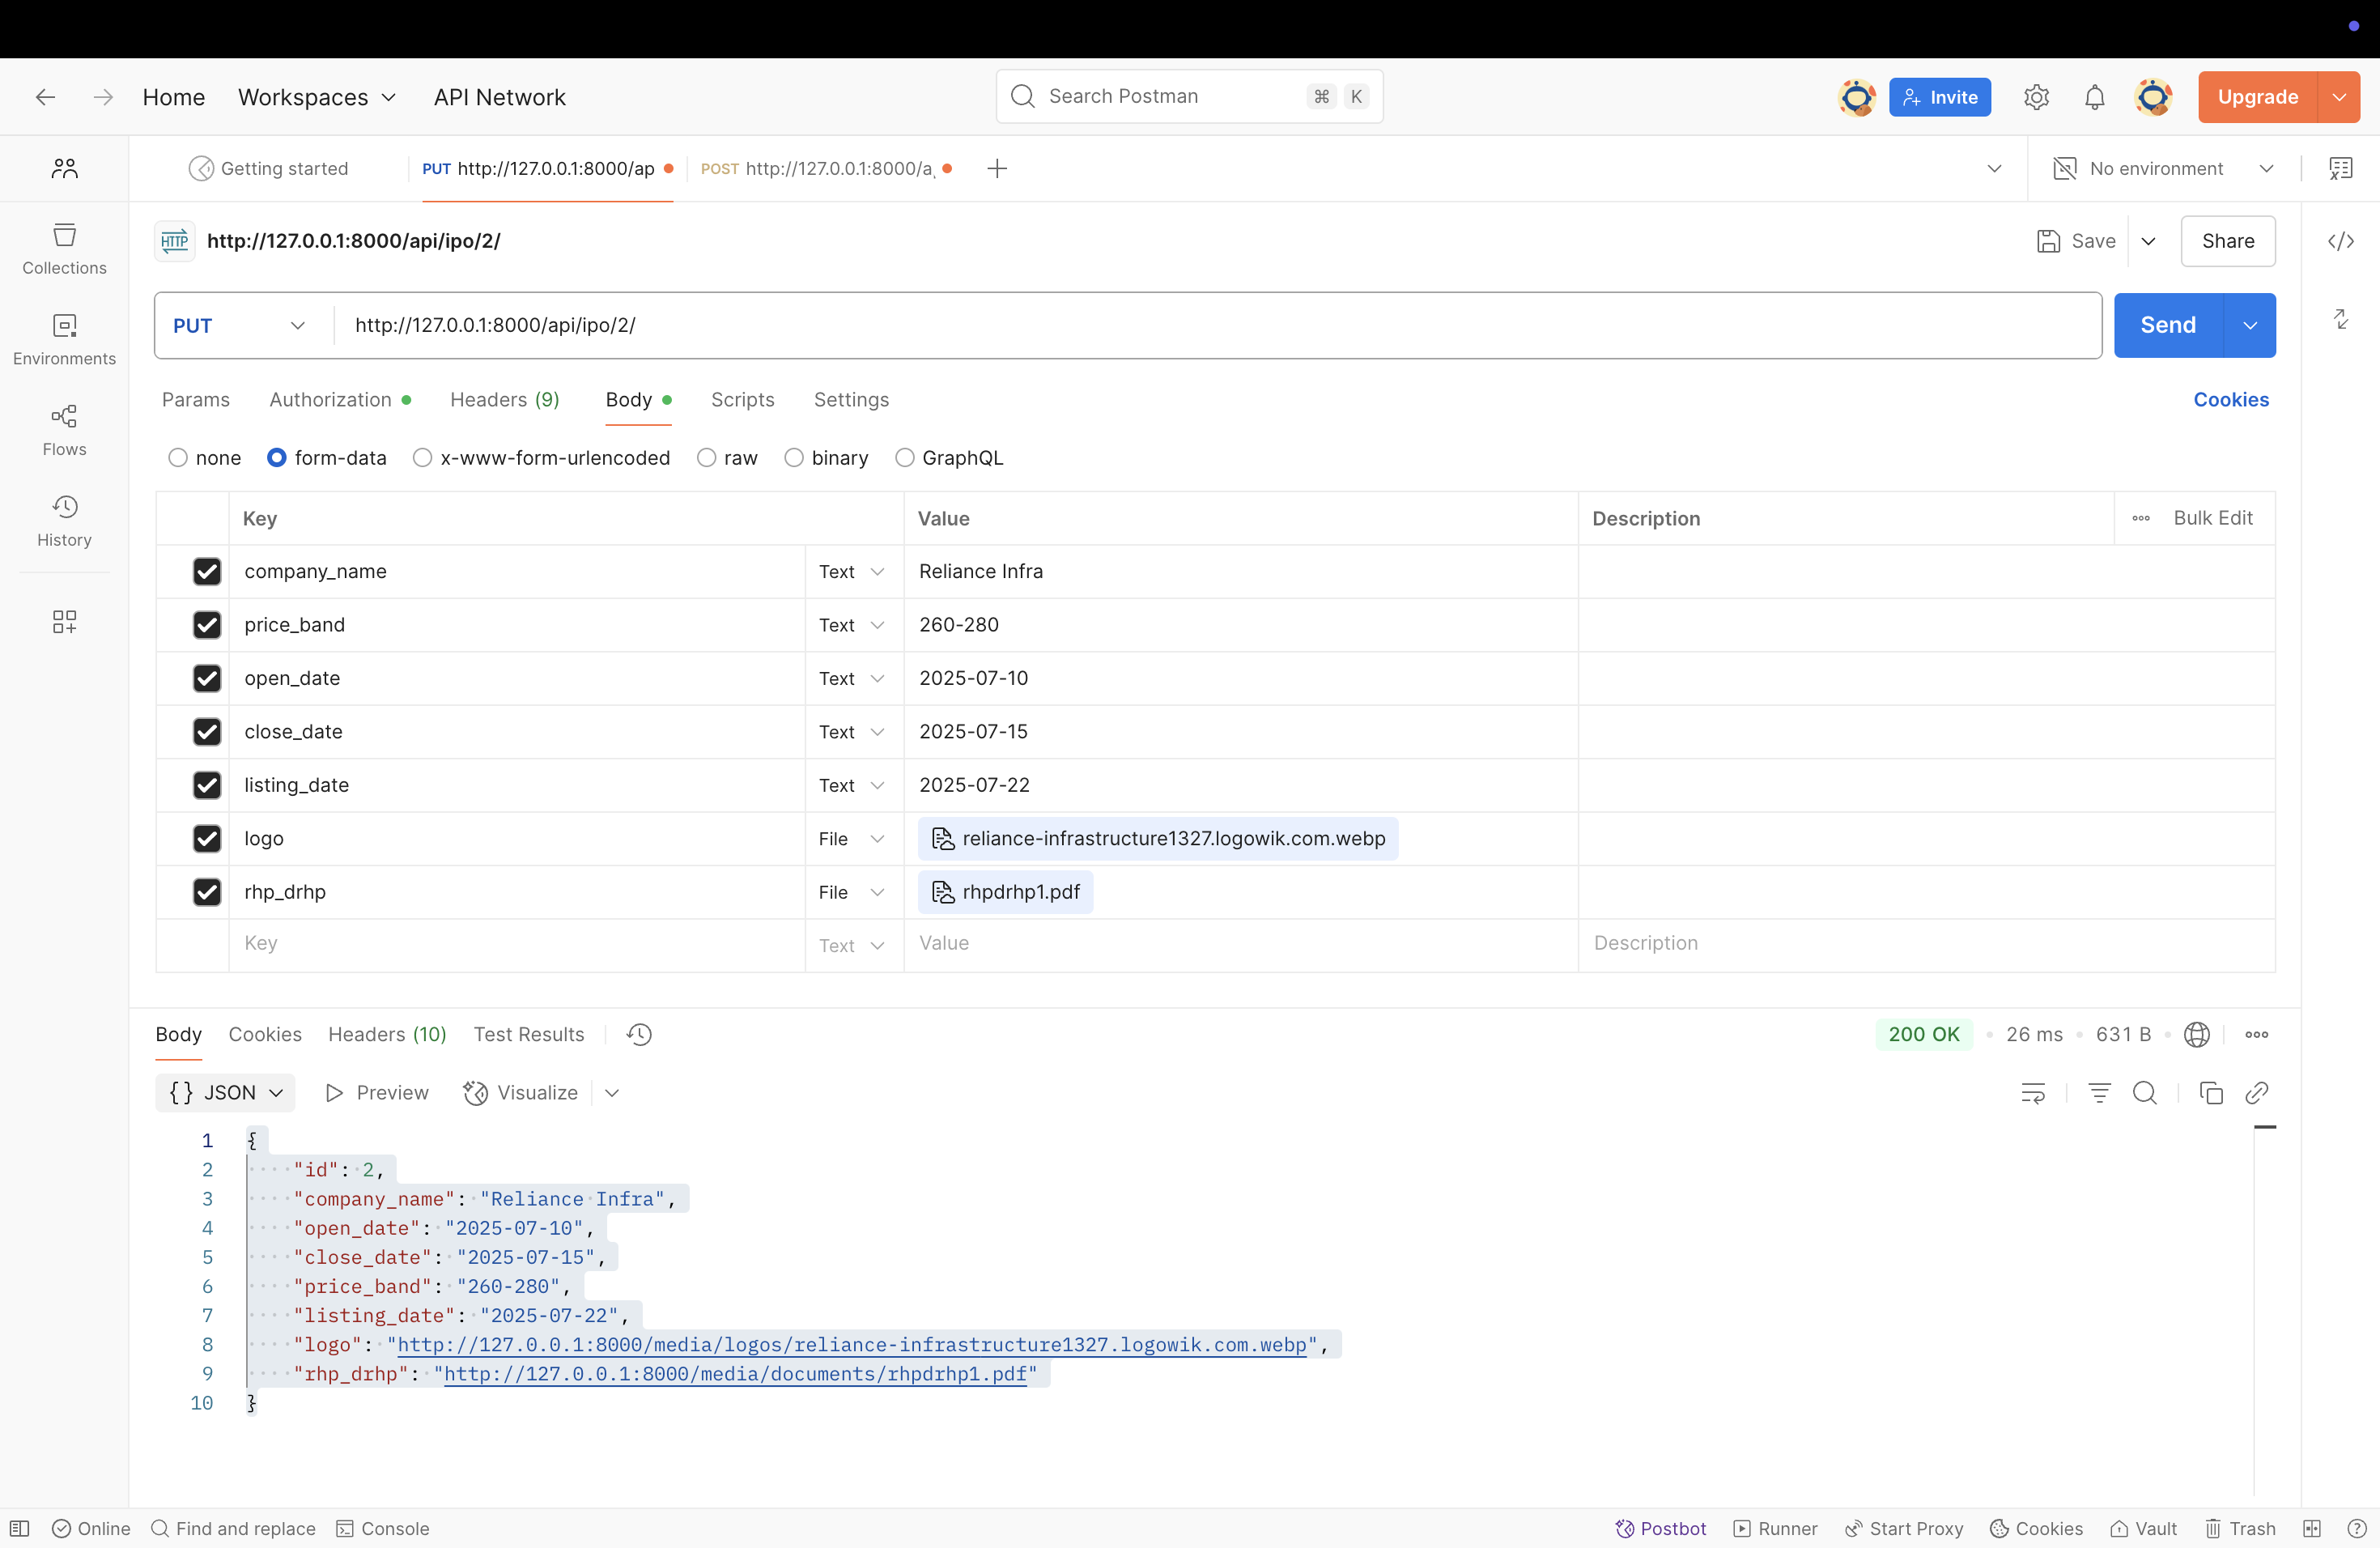 Home Workspaces API Network Search Postman ⌘ K Invite Upgrade
Getting started PUT http://127.0.0.1:8000/ap POST http://127.0.0.1:8000/a, No environment
HTTP http://127.0.0.1:8000/api/ipo/2/ Save Share
Collections
PUT http://127.0.0.1:8000/api/ipo/2/ Send
Environments
Params Authorization Headers (9) Body Scripts Settings Cookies
Flows
none form-data x-www-form-urlencoded raw binary GraphQL
History
Key Value Description Bulk Edit
company_name Text Reliance Infra
price_band Text 260-280
open_date Text 2025-07-10
close_date Text 2025-07-15
listing_date Text 2025-07-22
logo File reliance-infrastructure1327.logowik.com.webp
rhp_drhp File rhpdrhp1.pdf
Key Text Value Description
Body Cookies Headers (10) Test Results 200 OK 26 ms 631 B
{} JSON Preview Visualize
1 {
2 "id": 2,
3 "company_name": "Reliance Infra",
4 "open_date": "2025-07-10",
5 "close_date": "2025-07-15",
6 "price_band": "260-280",
7 "listing_date": "2025-07-22",
8 "logo": "http://127.0.0.1:8000/media/logos/reliance-infrastructure1327.logowik.com.webp",
9 "rhp_drhp": "http://127.0.0.1:8000/media/documents/rhpdrhp1.pdf"
10 }
Online Find and replace Console Postbot Runner Start Proxy Cookies Vault Trash